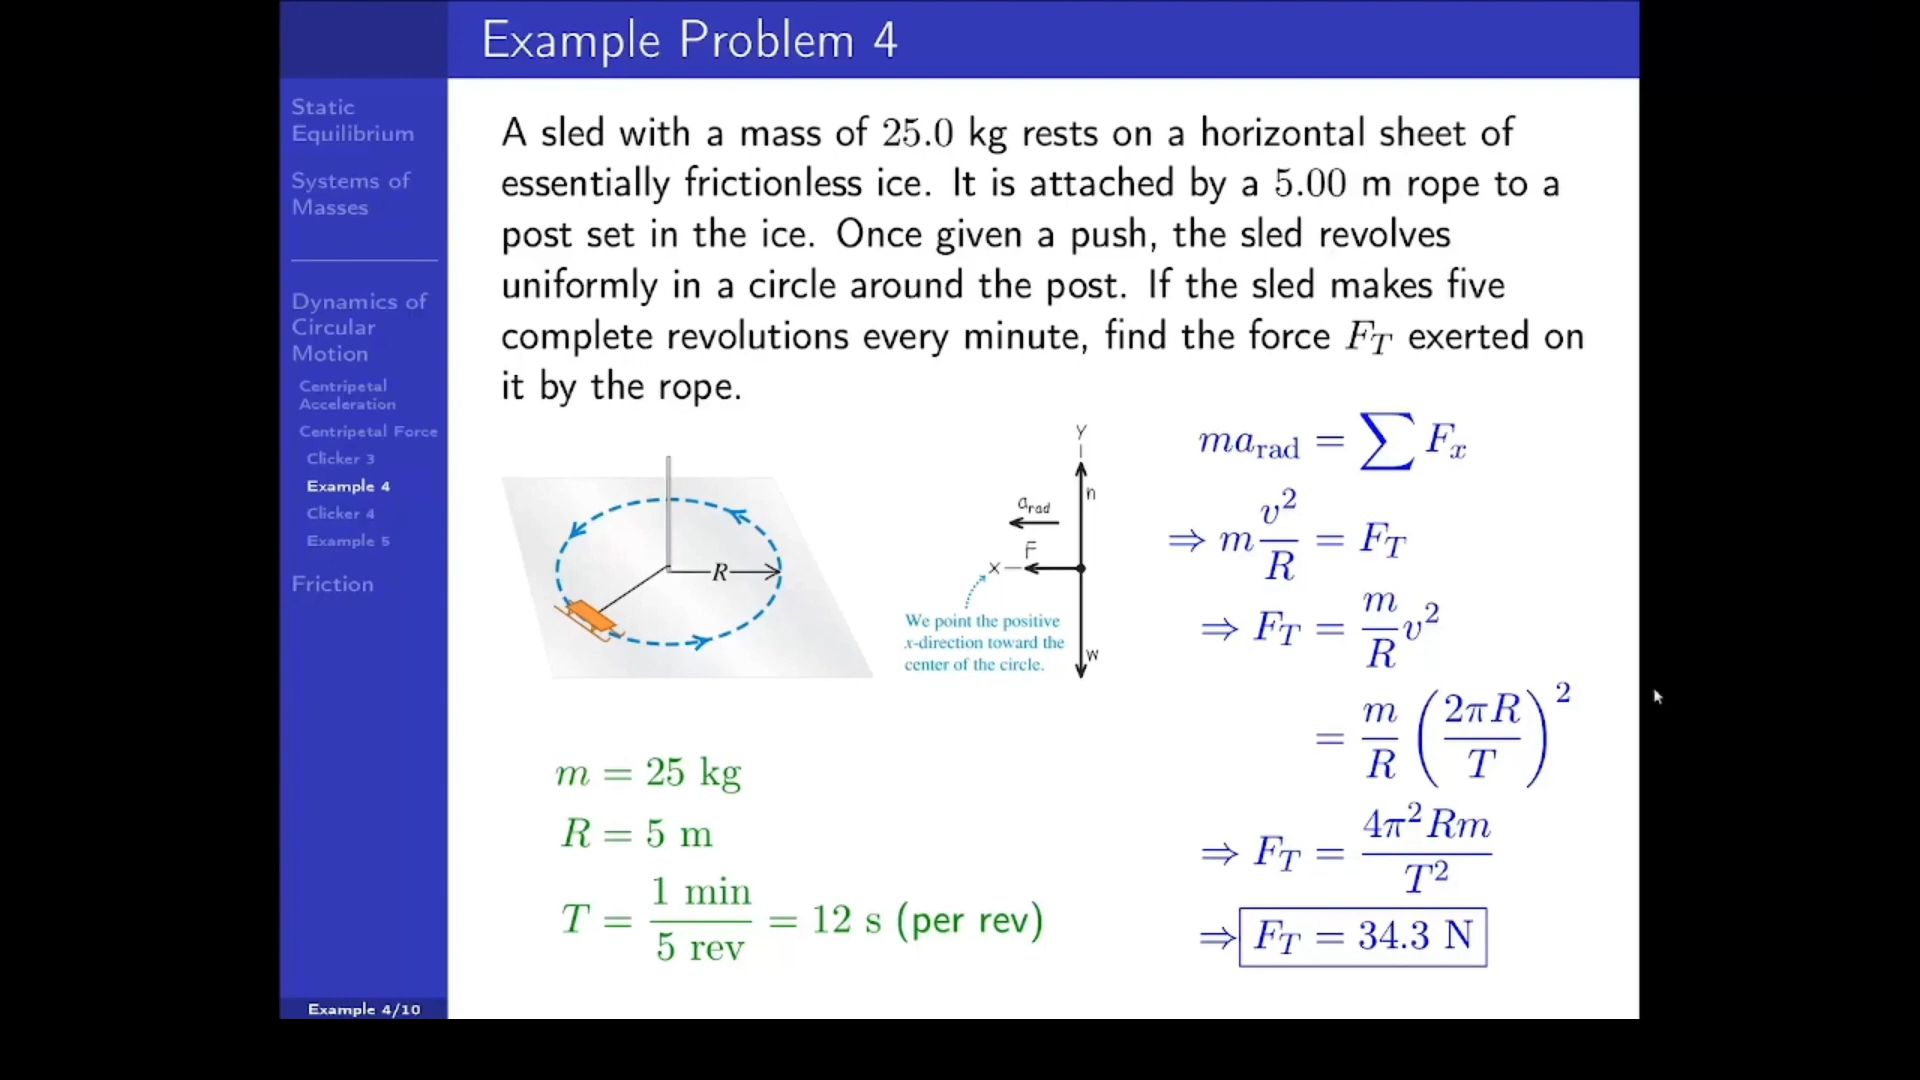 Example Problem 4
Static
Equilibrium
Systems of
Masses
Dynamics of
Circular
Motion
Centripetal
Acceleration
Centripetal Force
Clicker 3
Example 4
Clicker 4
Example 5
Friction
Example 4/10
A sled with a mass of 25.0 kg rests on a horizontal sheet of
essentially frictionless ice. It is attached by a 5.00 m rope to a
post set in the ice. Once given a push, the sled revolves
uniformly in a circle around the post. If the sled makes five
complete revolutions every minute, find the force F_T exerted on
it by the rope.
R
y
n
a_rad
F
x
w
We point the positive
x-direction toward the
center of the circle.
m = 25 kg
R = 5 m
T = 1 min / 5 rev = 12 s (per rev)
ma_rad = ∑ F_x
⇒ m v²/R = F_T
⇒ F_T = m/R v²
= m/R (2πR/T)²
⇒ F_T = 4π²Rm/T²
⇒ F_T = 34.3 N